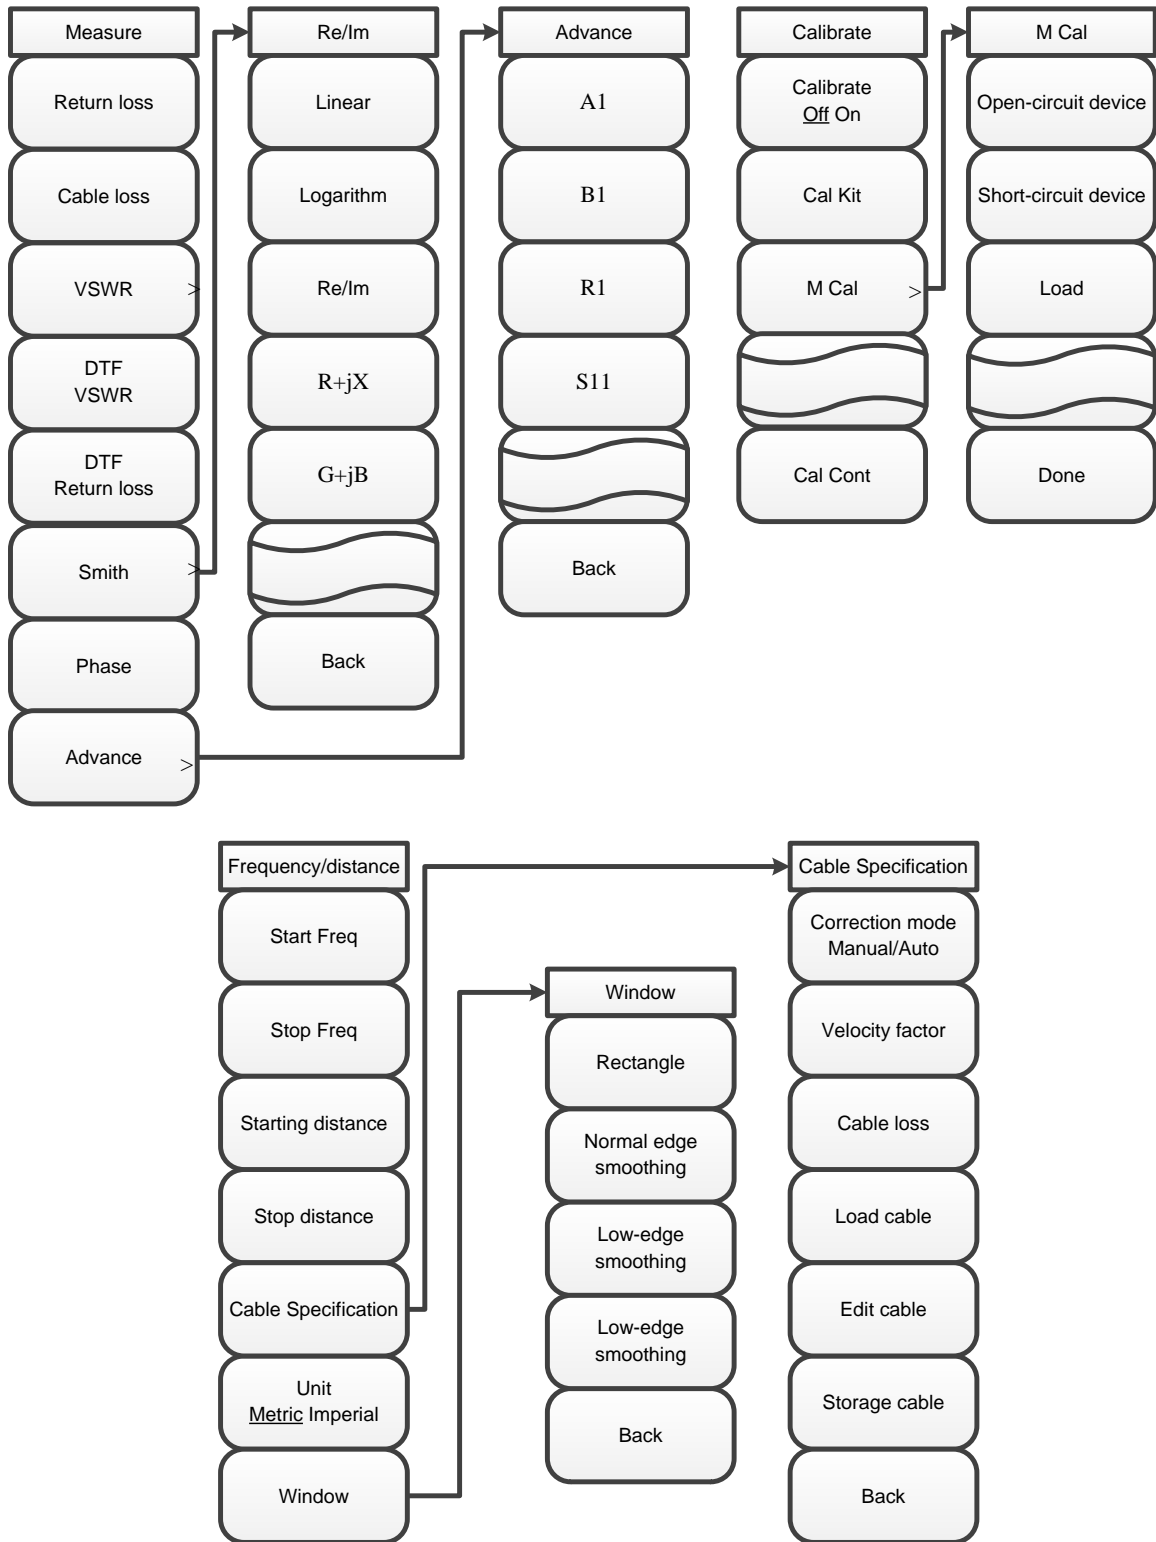 Measure
Return loss
Cable loss
VSWR >
DTF
VSWR
DTF
Return loss
Smith >
Phase
Advance >
Re/Im
Linear
Logarithm
Re/Im
R+jX
G+jB
Back
Advance
A1
B1
R1
S11
Back
Calibrate
Calibrate
Off On
Cal Kit
M Cal >
Cal Cont
M Cal
Open-circuit device
Short-circuit device
Load
Done
Frequency/distance
Start Freq
Stop Freq
Starting distance
Stop distance
Cable Specification
Unit
Metric Imperial
Window
Window
Rectangle
Normal edge
smoothing
Low-edge
smoothing
Low-edge
smoothing
Back
Cable Specification
Correction mode
Manual/Auto
Velocity factor
Cable loss
Load cable
Edit cable
Storage cable
Back